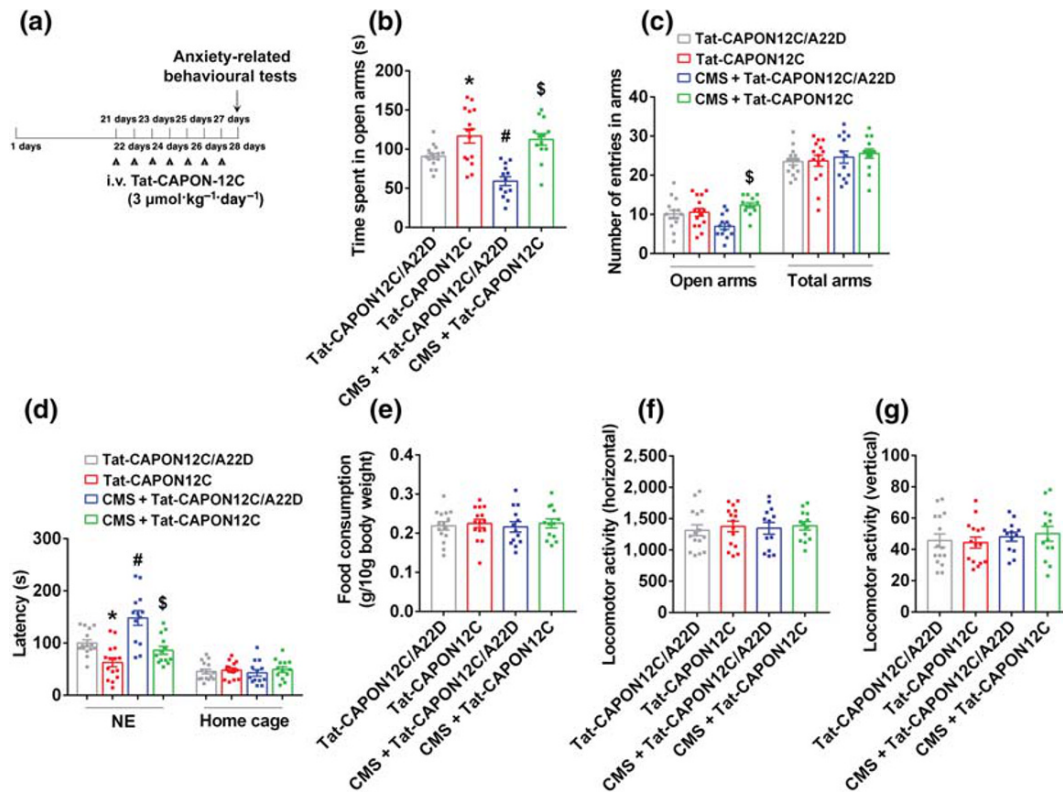 (a)
Anxiety-related
behavioural tests
21 days 23 days 25 days 27 days
1 days
22 days 24 days 26 days 28 days
i.v. Tat-CAPON-12C
(3 µmol·kg⁻¹·day⁻¹)
(b)
Time spent in open arms (s)
200
150
100
50
0
*
#
$
Tat-CAPON12C/A22D
Tat-CAPON12C
CMS + Tat-CAPON12C/A22D
CMS + Tat-CAPON12C
(c)
Tat-CAPON12C/A22D
Tat-CAPON12C
CMS + Tat-CAPON12C/A22D
CMS + Tat-CAPON12C
Number of entries in arms
40
30
20
10
0
$
Open arms
Total arms
(d)
Tat-CAPON12C/A22D
Tat-CAPON12C
CMS + Tat-CAPON12C/A22D
CMS + Tat-CAPON12C
Latency (s)
300
200
100
0
*
#
$
NE
Home cage
(e)
Food consumption
(g/10g body weight)
0.4
0.3
0.2
0.1
0.0
Tat-CAPON12C/A22D
Tat-CAPON12C
CMS + Tat-CAPON12C/A22D
CMS + Tat-CAPON12C
(f)
Locomotor activity (horizontal)
2,500
2,000
1,500
1,000
500
0
Tat-CAPON12C/A22D
Tat-CAPON12C
CMS + Tat-CAPON12C/A22D
CMS + Tat-CAPON12C
(g)
Locomotor activity (vertical)
100
80
60
40
20
0
Tat-CAPON12C/A22D
Tat-CAPON12C
CMS + Tat-CAPON12C/A22D
CMS + Tat-CAPON12C